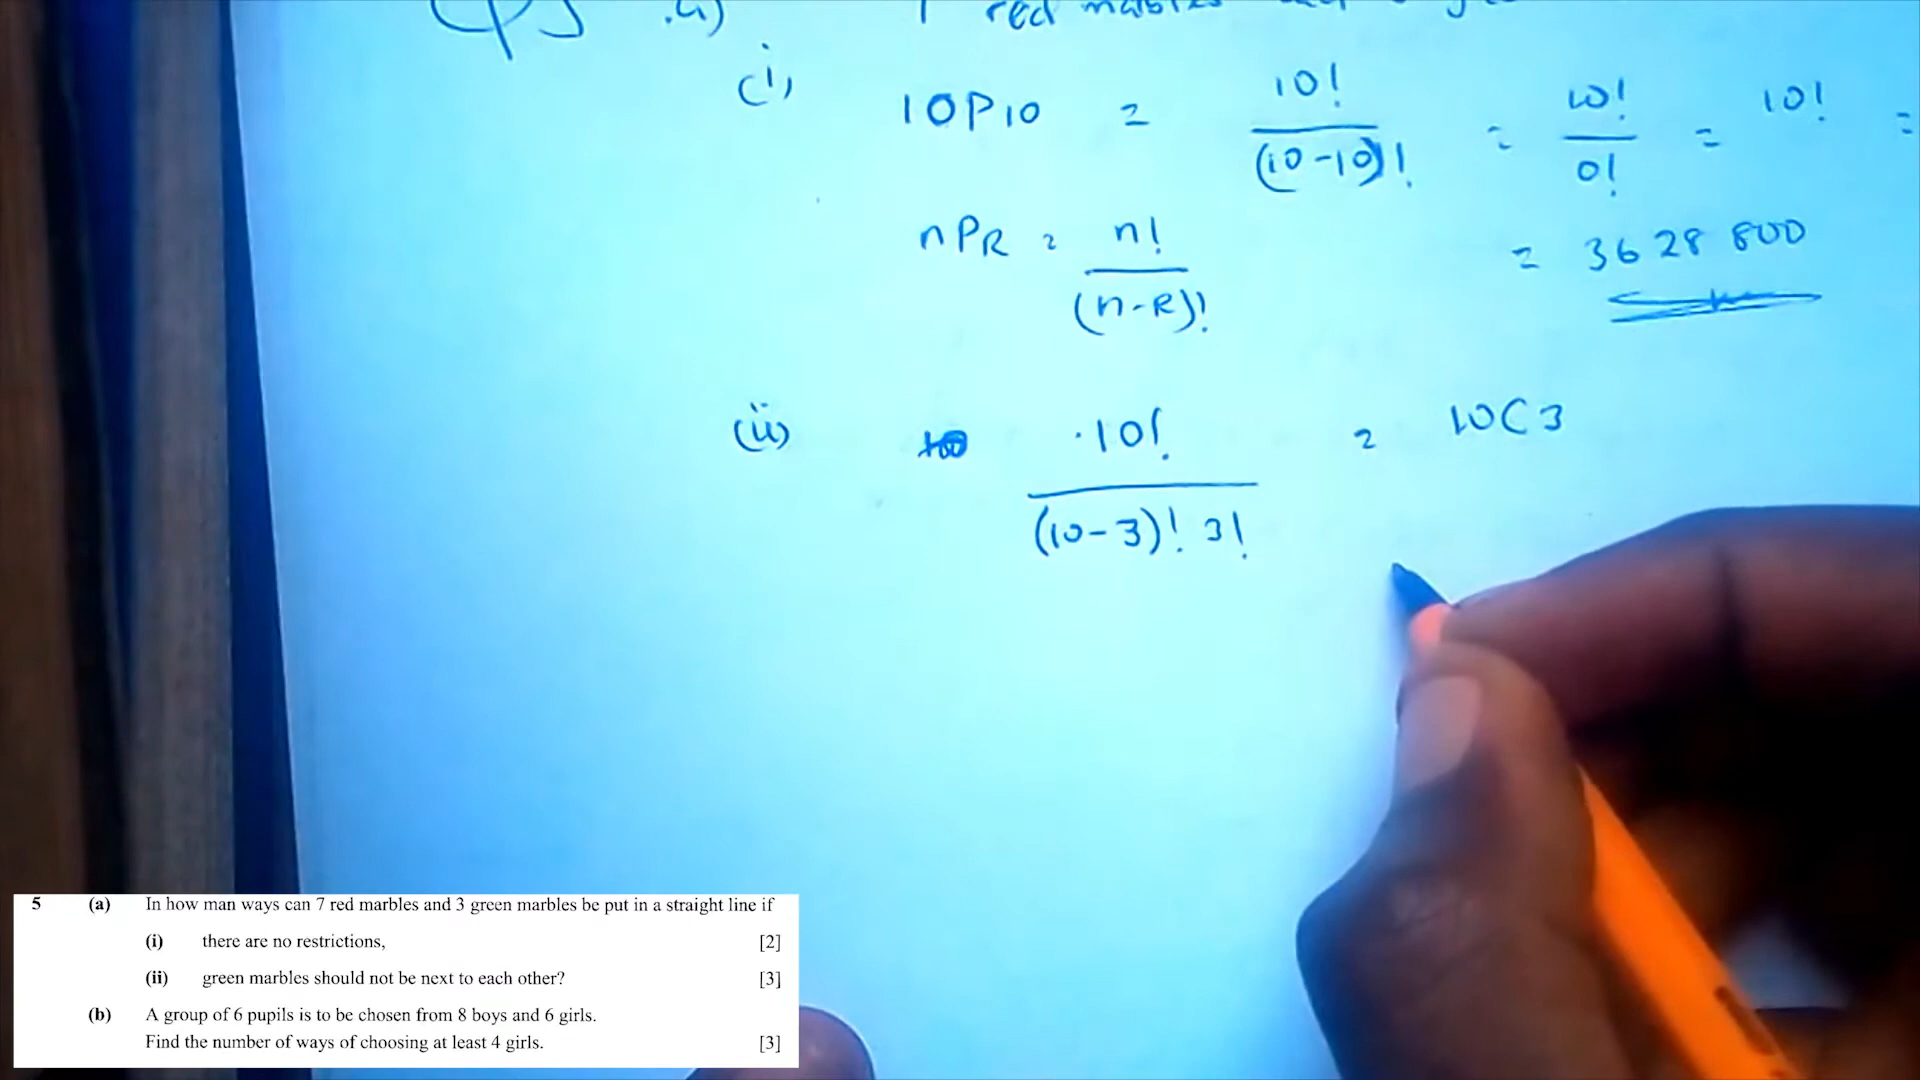 7 red marbles
(i) 10P10 = 10! / (10-10)! = 10! / 0! = 10! =
nPR = n! / (n-R)!
= 3628 800
(ii) 10! / (10-3)! 3! = 10C3
5 (a) In how man ways can 7 red marbles and 3 green marbles be put in a straight line if
(i) there are no restrictions, [2]
(ii) green marbles should not be next to each other? [3]
(b) A group of 6 pupils is to be chosen from 8 boys and 6 girls.
Find the number of ways of choosing at least 4 girls. [3]